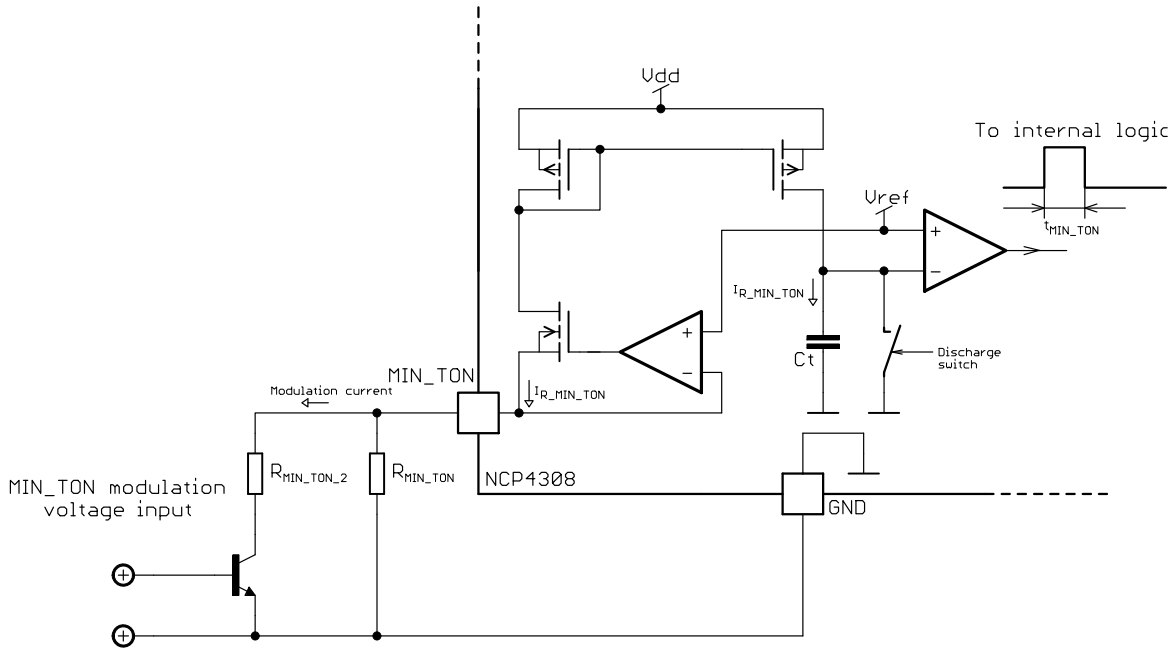 Vdd
To internal logic
Vref
+
−
tMIN_TON
IR_MIN_TON
+
−
Ct
Discharge
switch
MIN_TON
Modulation current
IR_MIN_TON
RMIN_TON_2
RMIN_TON
NCP4308
MIN_TON modulation
voltage input
GND
+
+